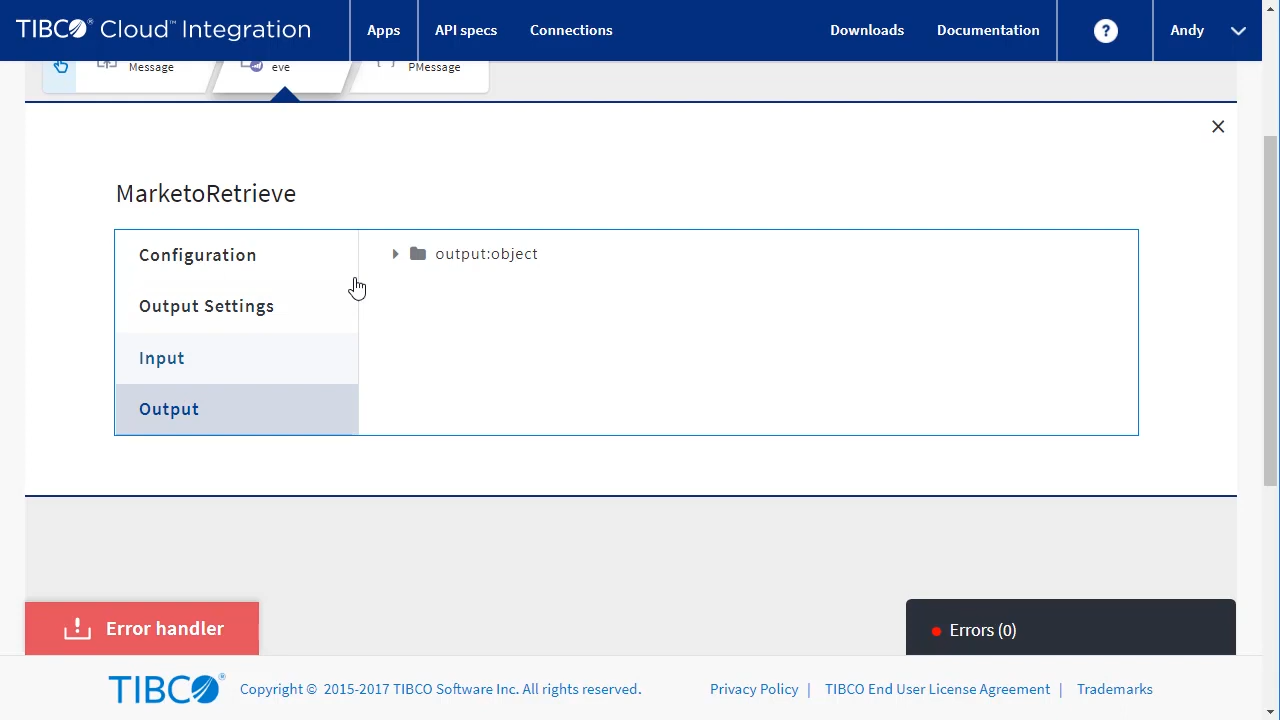 TIBCO® Cloud™ Integration
Apps
API specs
Connections
Downloads
Documentation
?
Andy
Message
eve
PMessage
MarketoRetrieve
Configuration
Output Settings
Input
Output
output:object
Error handler
Errors (0)
TIBCO®
Copyright © 2015-2017 TIBCO Software Inc. All rights reserved.
Privacy Policy |
TIBCO End User License Agreement |
Trademarks